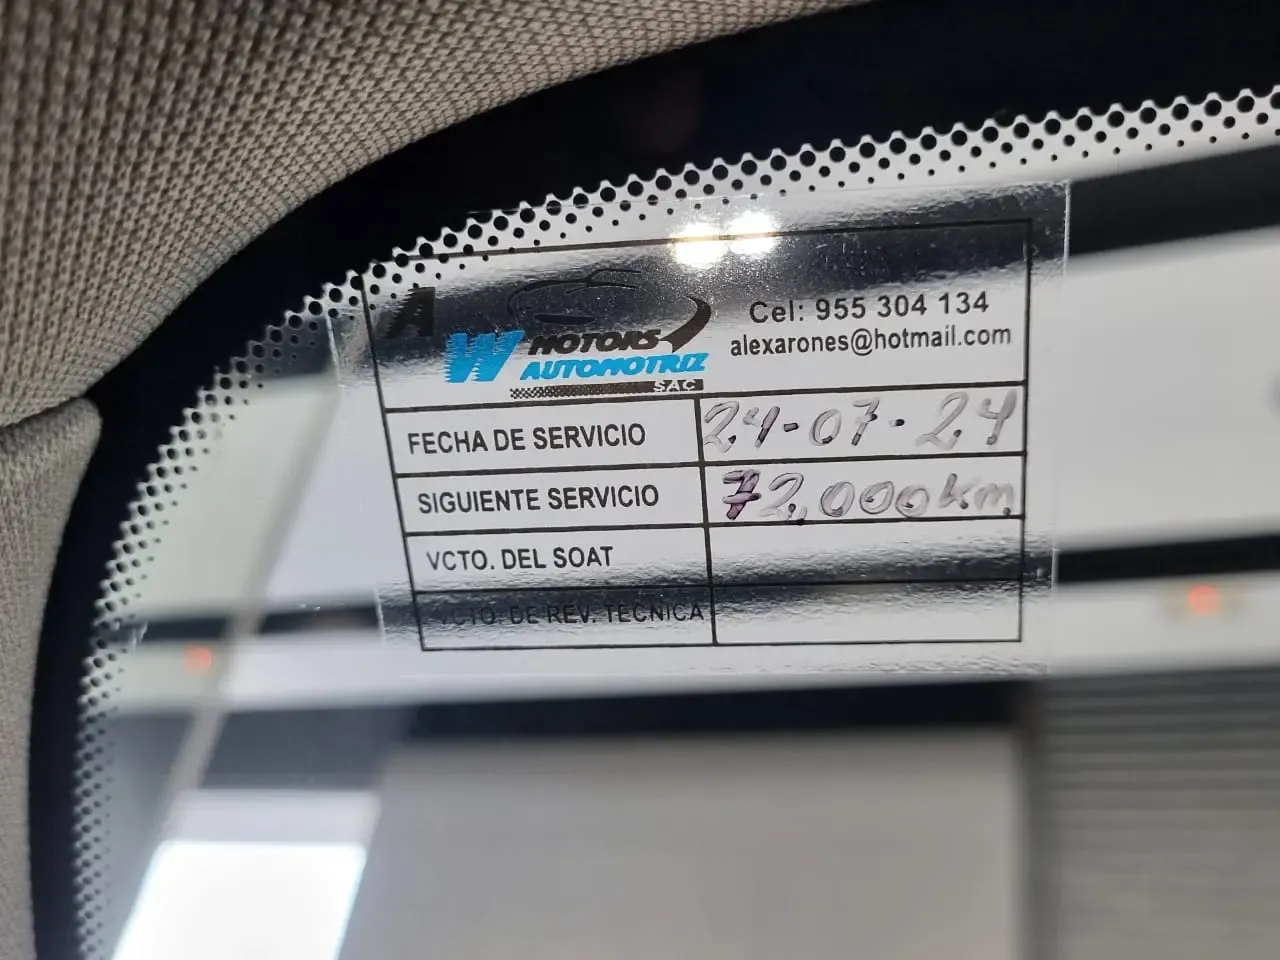 A
W MOTORS
AUTOMOTRIZ
SAC
Cel: 955 304 134
alexarones@hotmail.com
FECHA DE SERVICIO 24-07-24
SIGUIENTE SERVICIO 72,000km
VCTO. DEL SOAT
VCTO. DE REV. TECNICA